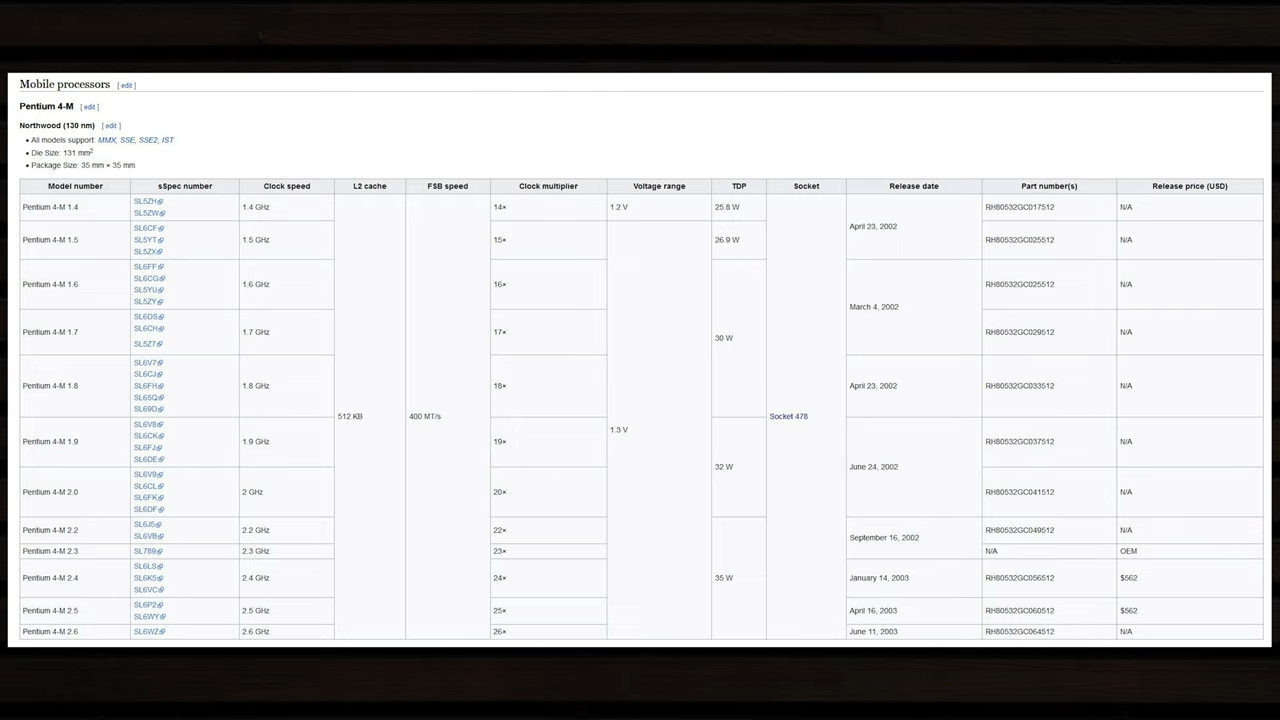 Mobile processors [ edit ]
Pentium 4-M [ edit ]
Northwood (130 nm) [ edit ]
• All models support: MMX, SSE, SSE2, IST
• Die Size: 131 mm²
• Package Size: 35 mm × 35 mm
Model number sSpec number Clock speed L2 cache FSB speed Clock multiplier Voltage range TDP Socket Release date Part number(s) Release price (USD)
Pentium 4-M 1.4 SL5ZH SL5ZW 1.4 GHz 512 KB 400 MT/s 14× 1.2 V 25.8 W Socket 478 April 23, 2002 RH80532GC017512 N/A
Pentium 4-M 1.5 SL6CF SL5YT SL5ZX 1.5 GHz 15× 1.3 V 26.9 W RH80532GC025512 N/A
Pentium 4-M 1.6 SL6FF SL6CG SL5YU SL5ZY 1.6 GHz 16× 30 W March 4, 2002 RH80532GC025512 N/A
Pentium 4-M 1.7 SL6DS SL6CH SL5Z7 1.7 GHz 17× RH80532GC029512 N/A
Pentium 4-M 1.8 SL6V7 SL6CJ SL6FH SL65Q SL69D 1.8 GHz 18× April 23, 2002 RH80532GC033512 N/A
Pentium 4-M 1.9 SL6V8 SL6CK SL6FJ SL6DE 1.9 GHz 19× 32 W June 24, 2002 RH80532GC037512 N/A
Pentium 4-M 2.0 SL6V9 SL6CL SL6FK SL6DF 2 GHz 20× RH80532GC041512 N/A
Pentium 4-M 2.2 SL6J5 SL6VB 2.2 GHz 22× 35 W September 16, 2002 RH80532GC049512 N/A
Pentium 4-M 2.3 SL789 2.3 GHz 23× N/A OEM
Pentium 4-M 2.4 SL6LS SL6K5 SL6VC 2.4 GHz 24× January 14, 2003 RH80532GC056512 $562
Pentium 4-M 2.5 SL6P2 SL6WY 2.5 GHz 25× April 16, 2003 RH80532GC060512 $562
Pentium 4-M 2.6 SL6WZ 2.6 GHz 26× June 11, 2003 RH80532GC064512 N/A